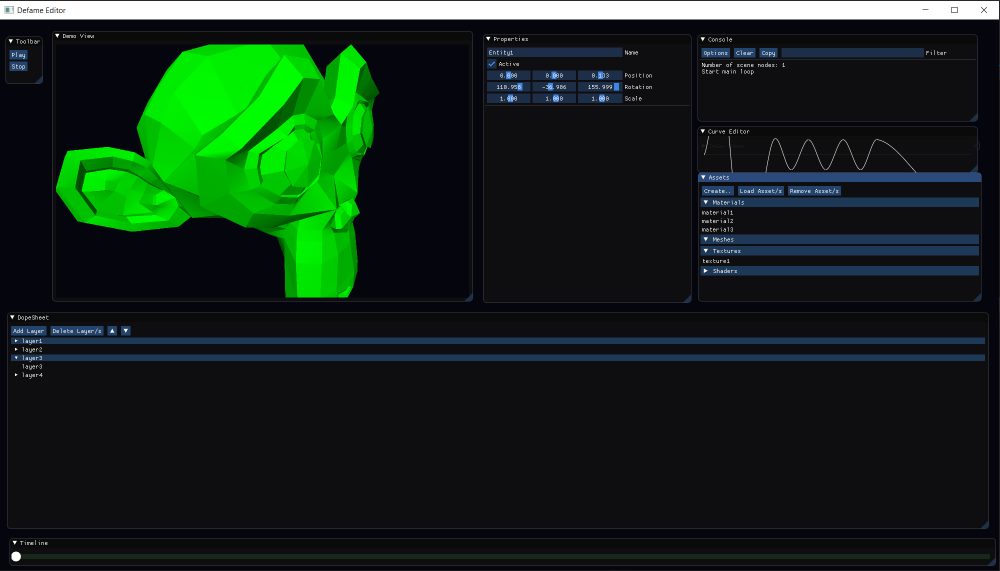 Defame Editor
Toolbar
Play
Stop
Demo View
Properties
Entity1 Name
Active
0.000 0.000 0.133 Position
110.958 -36.986 155.999 Rotation
1.000 1.000 1.000 Scale
Console
Options Clear Copy Filter
Number of scene nodes: 1
Start main loop
Curve Editor
Assets
Create.. Load Asset/s Remove Asset/s
Materials
material1
material2
material3
Meshes
Textures
texture1
Shaders
DopeSheet
Add Layer Delete Layer/s
layer1
layer2
layer3
layer3
layer4
Timeline